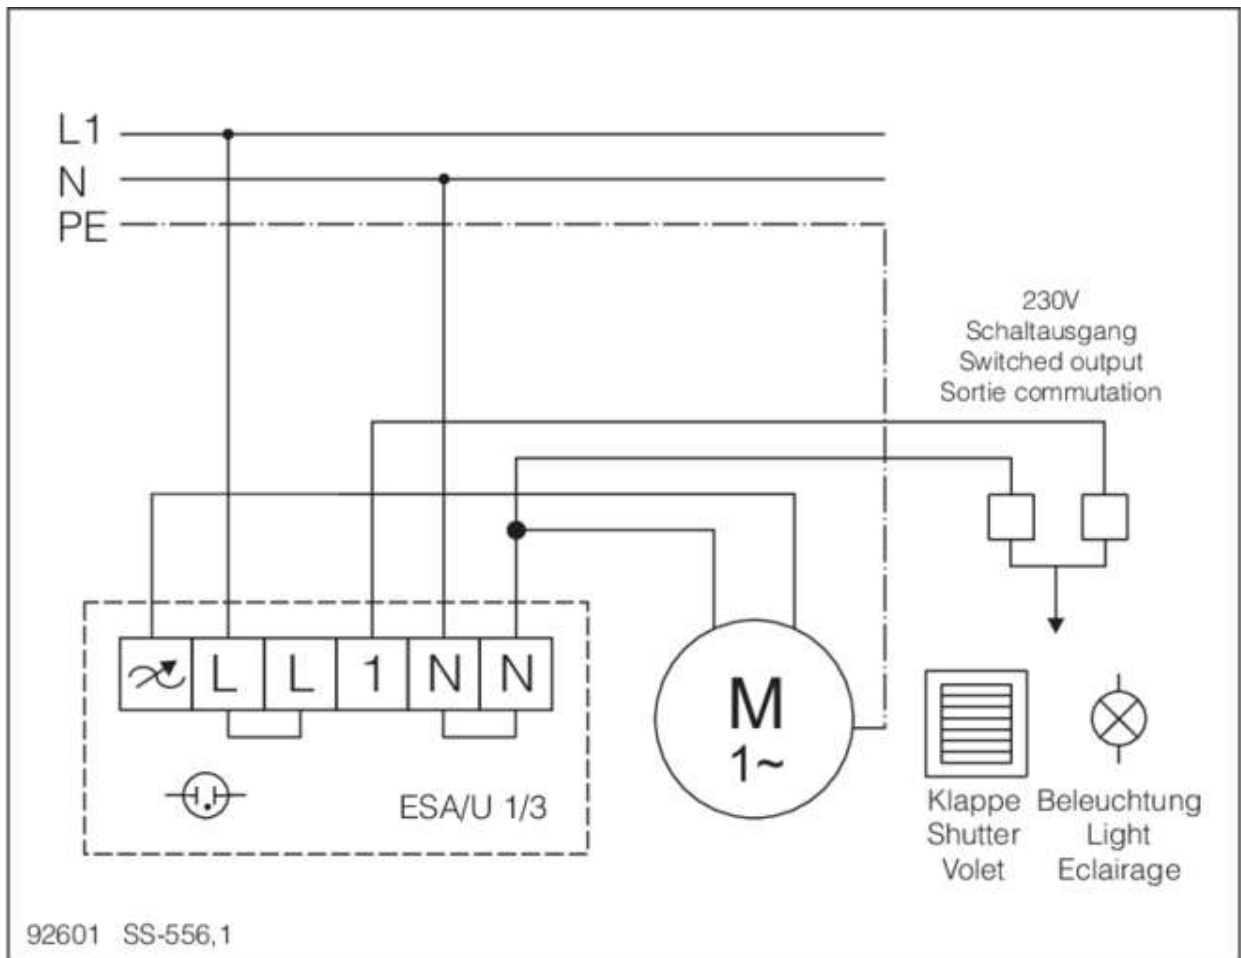 L1
N
PE
230V
Schaltausgang
Switched output
Sortie commutation
L L 1 N N
ESA/U 1/3
M
1~
Klappe
Shutter
Volet
Beleuchtung
Light
Eclairage
92601 SS-556,1